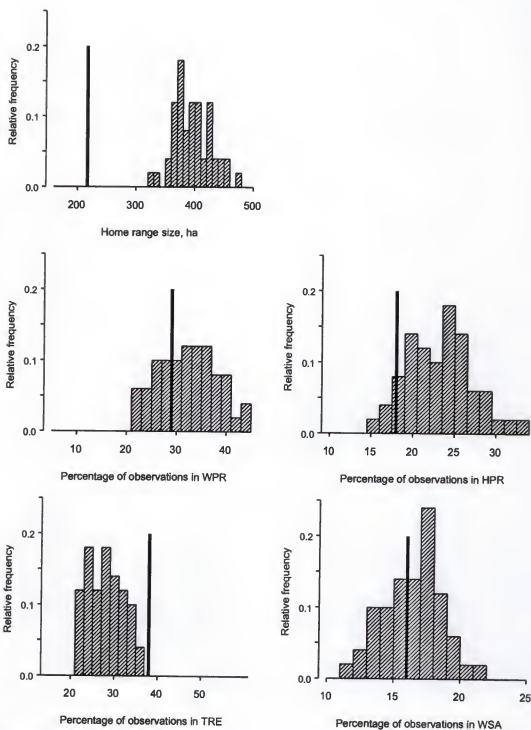 Relative frequency
0.2
0.1
0.0
200 300 400 500
Home range size, ha
Relative frequency
0.2
0.1
0.0
10 20 30 40
Percentage of observations in WPR
Relative frequency
0.2
0.1
0.0
10 15 20 25 30
Percentage of observations in HPR
Relative frequency
0.2
0.1
0.0
20 30 40 50
Percentage of observations in TRE
Relative frequency
0.2
0.1
0.0
10 15 20 25
Percentage of observations in WSA